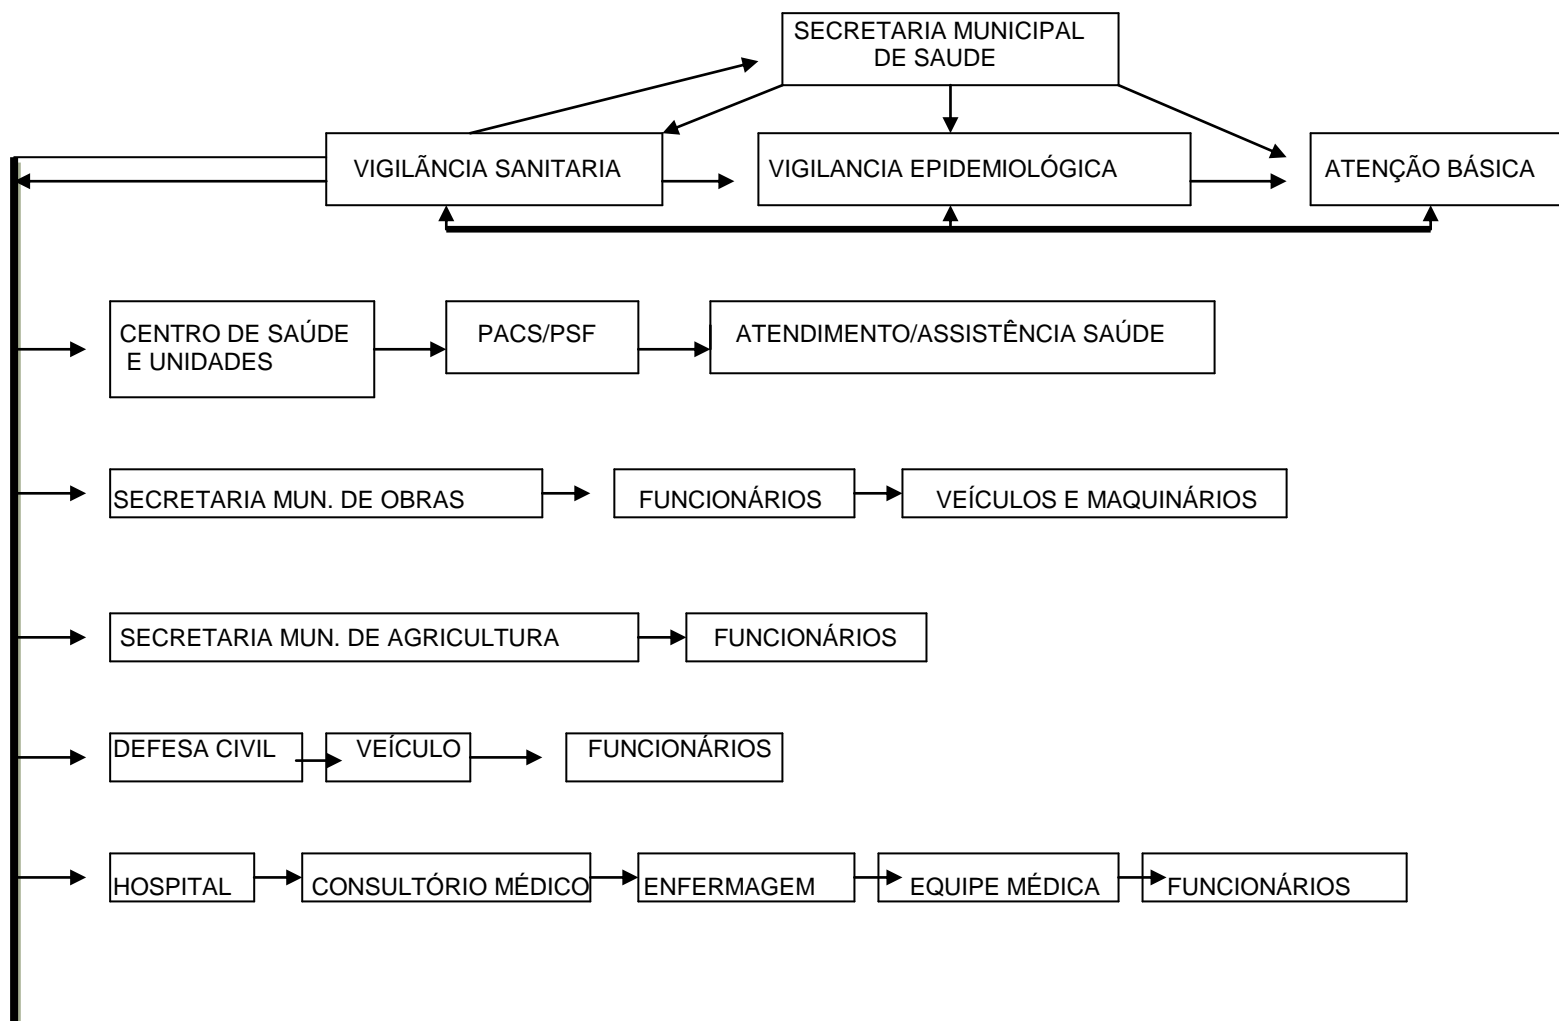 SECRETARIA MUNICIPAL
DE SAUDE
VIGILÃNCIA SANITARIA
VIGILANCIA EPIDEMIOLÓGICA
ATENÇÃO BÁSICA
CENTRO DE SAÚDE
E UNIDADES
PACS/PSF
ATENDIMENTO/ASSISTÊNCIA SAÚDE
SECRETARIA MUN. DE OBRAS
FUNCIONÁRIOS
VEÍCULOS E MAQUINÁRIOS
SECRETARIA MUN. DE AGRICULTURA
FUNCIONÁRIOS
DEFESA CIVIL
VEÍCULO
FUNCIONÁRIOS
HOSPITAL
CONSULTÓRIO MÉDICO
ENFERMAGEM
EQUIPE MÉDICA
FUNCIONÁRIOS